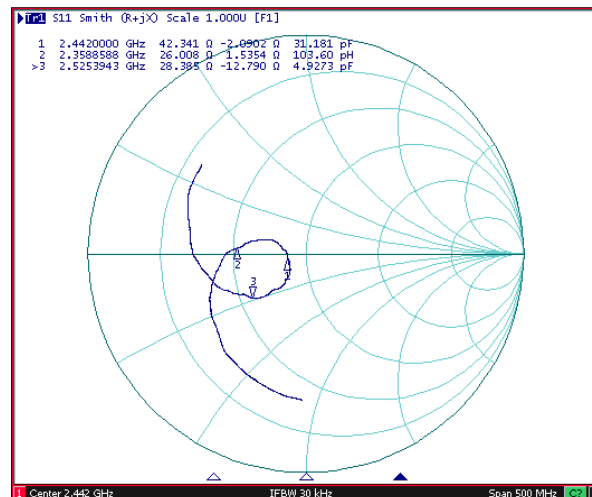 Tr1 S11 Smith (R+jX) Scale 1.000U [F1]
1 2.4420000 GHz 42.341 Ω -2.0902 Ω 31.181 pF
2 2.3588588 GHz 26.008 Ω 1.5354 Ω 103.60 pH
>3 2.5253943 GHz 28.385 Ω -12.790 Ω 4.9273 pF
2
3
1 Center 2.442 GHz IFBW 30 kHz Span 500 MHz C?